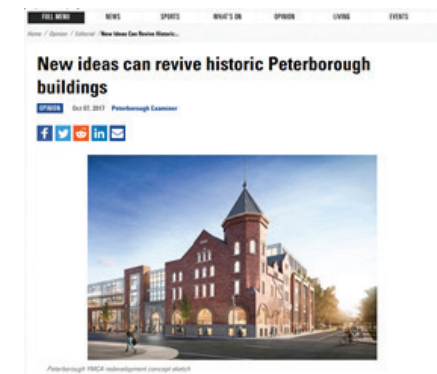 FULL MENU NEWS SPORTS WHAT'S ON OPINION LIVING EVENTS
Home / Opinion / Editorial / New Ideas Can Revive Historic...
New ideas can revive historic Peterborough
buildings
OPINION Oct 07, 2017 Peterborough Examiner
f in
Peterborough YMCA redevelopment concept sketch